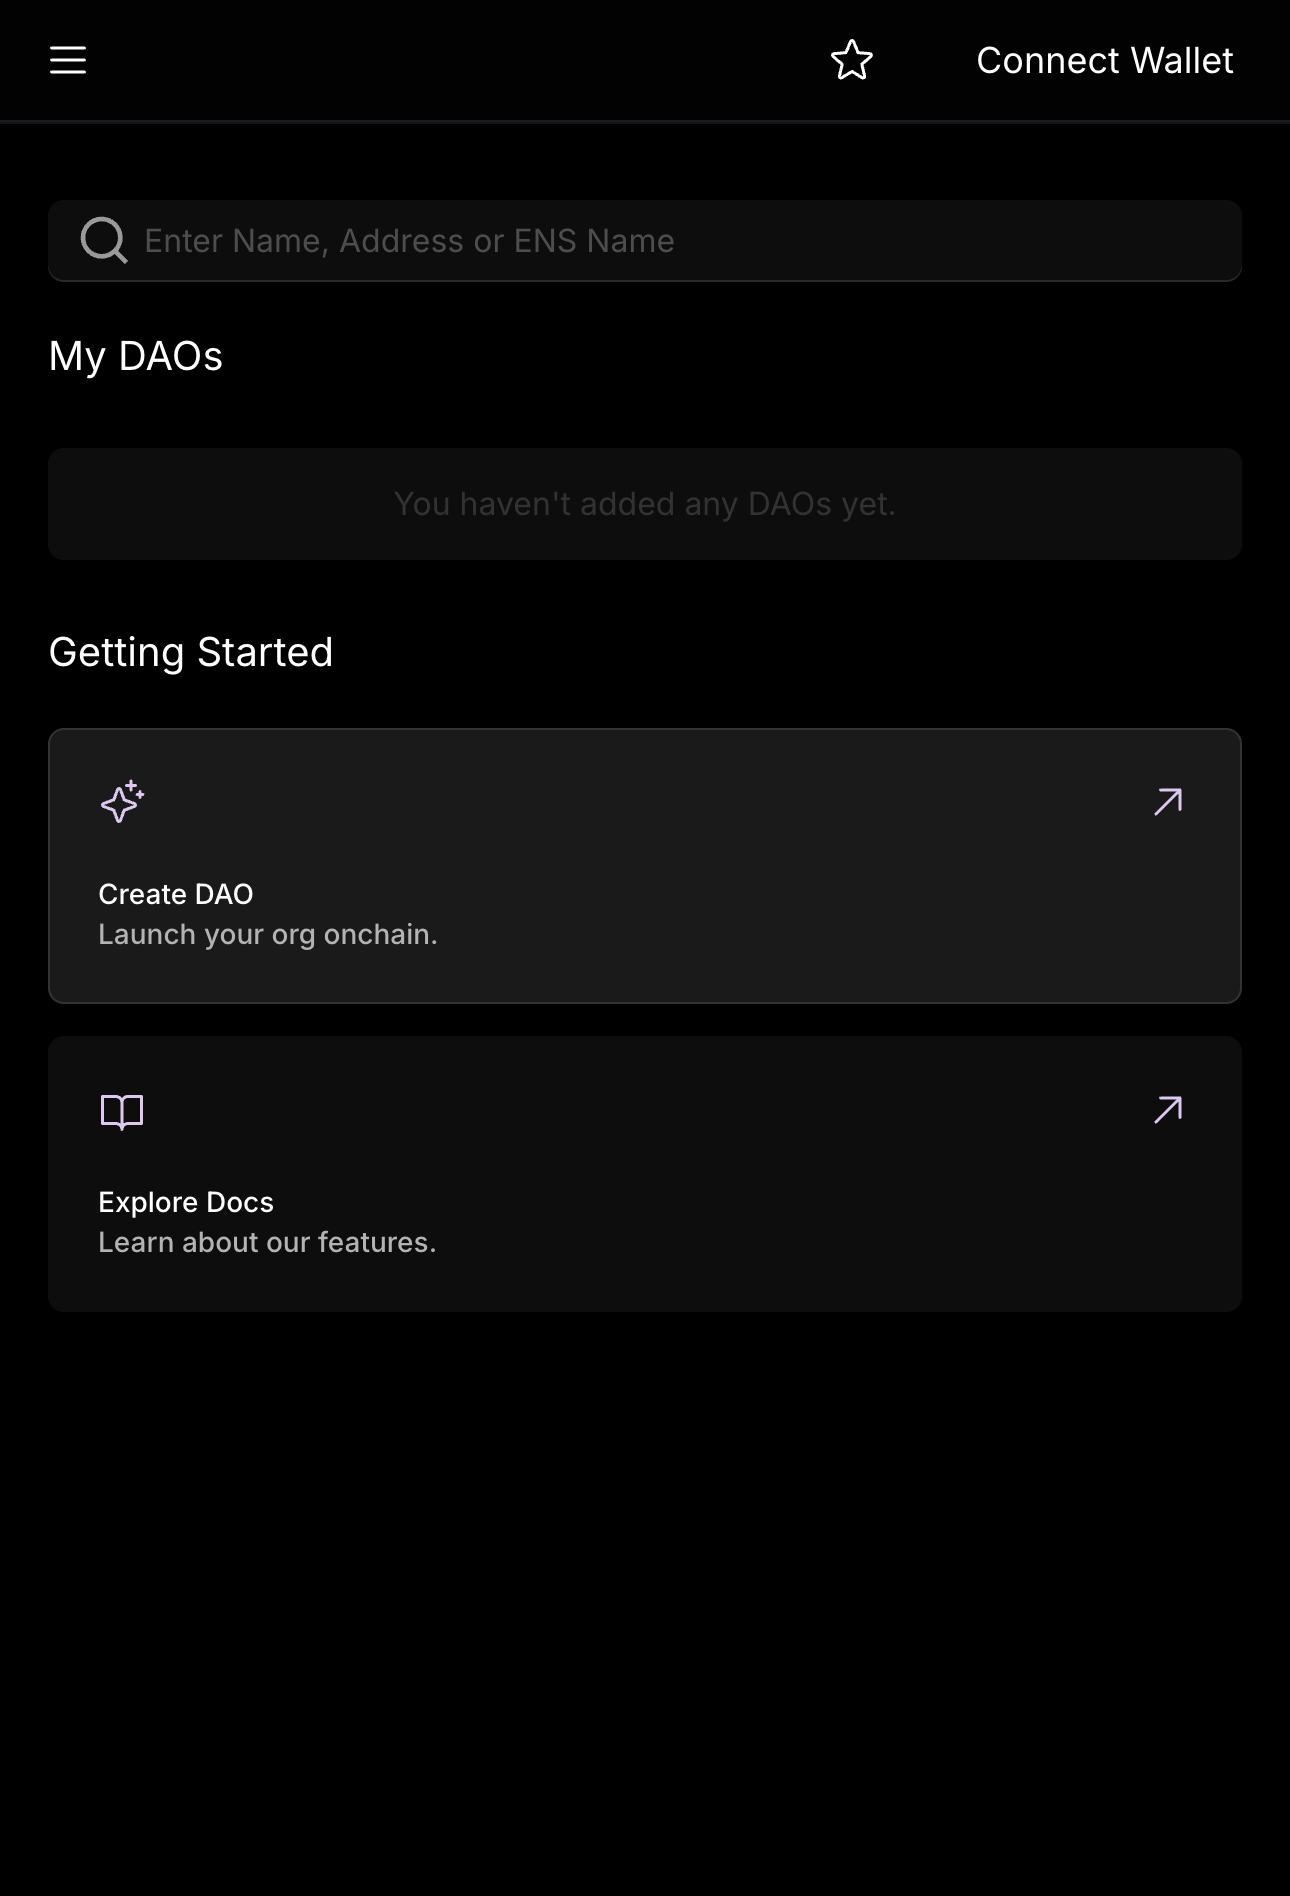 Connect Wallet
Enter Name, Address or ENS Name
My DAOs
You haven't added any DAOs yet.
Getting Started
Create DAO
Launch your org onchain.
Explore Docs
Learn about our features.